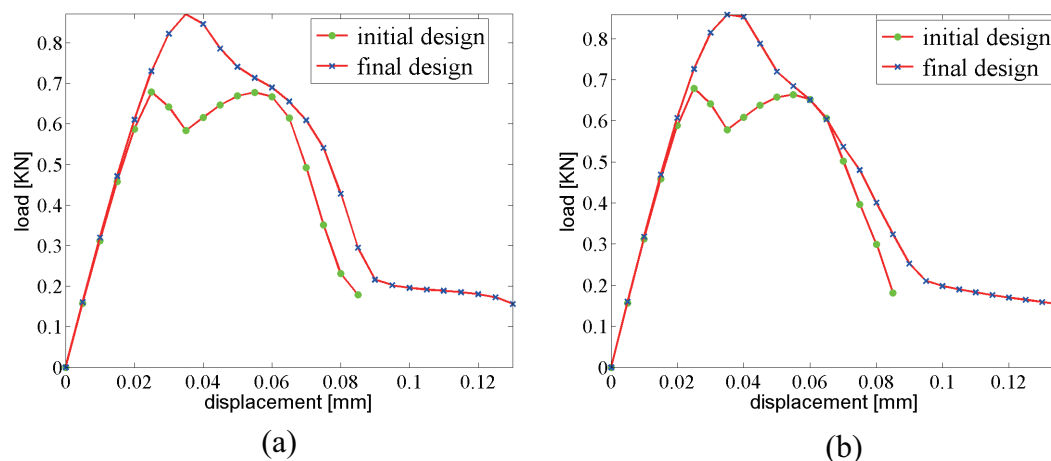 initial design
final design
load [KN]
0.8
0.7
0.6
0.5
0.4
0.3
0.2
0.1
0
0 0.02 0.04 0.06 0.08 0.1 0.12
displacement [mm]
(a)
initial design
final design
load [KN]
0.8
0.7
0.6
0.5
0.4
0.3
0.2
0.1
0
0 0.02 0.04 0.06 0.08 0.1 0.12
displacement [mm]
(b)